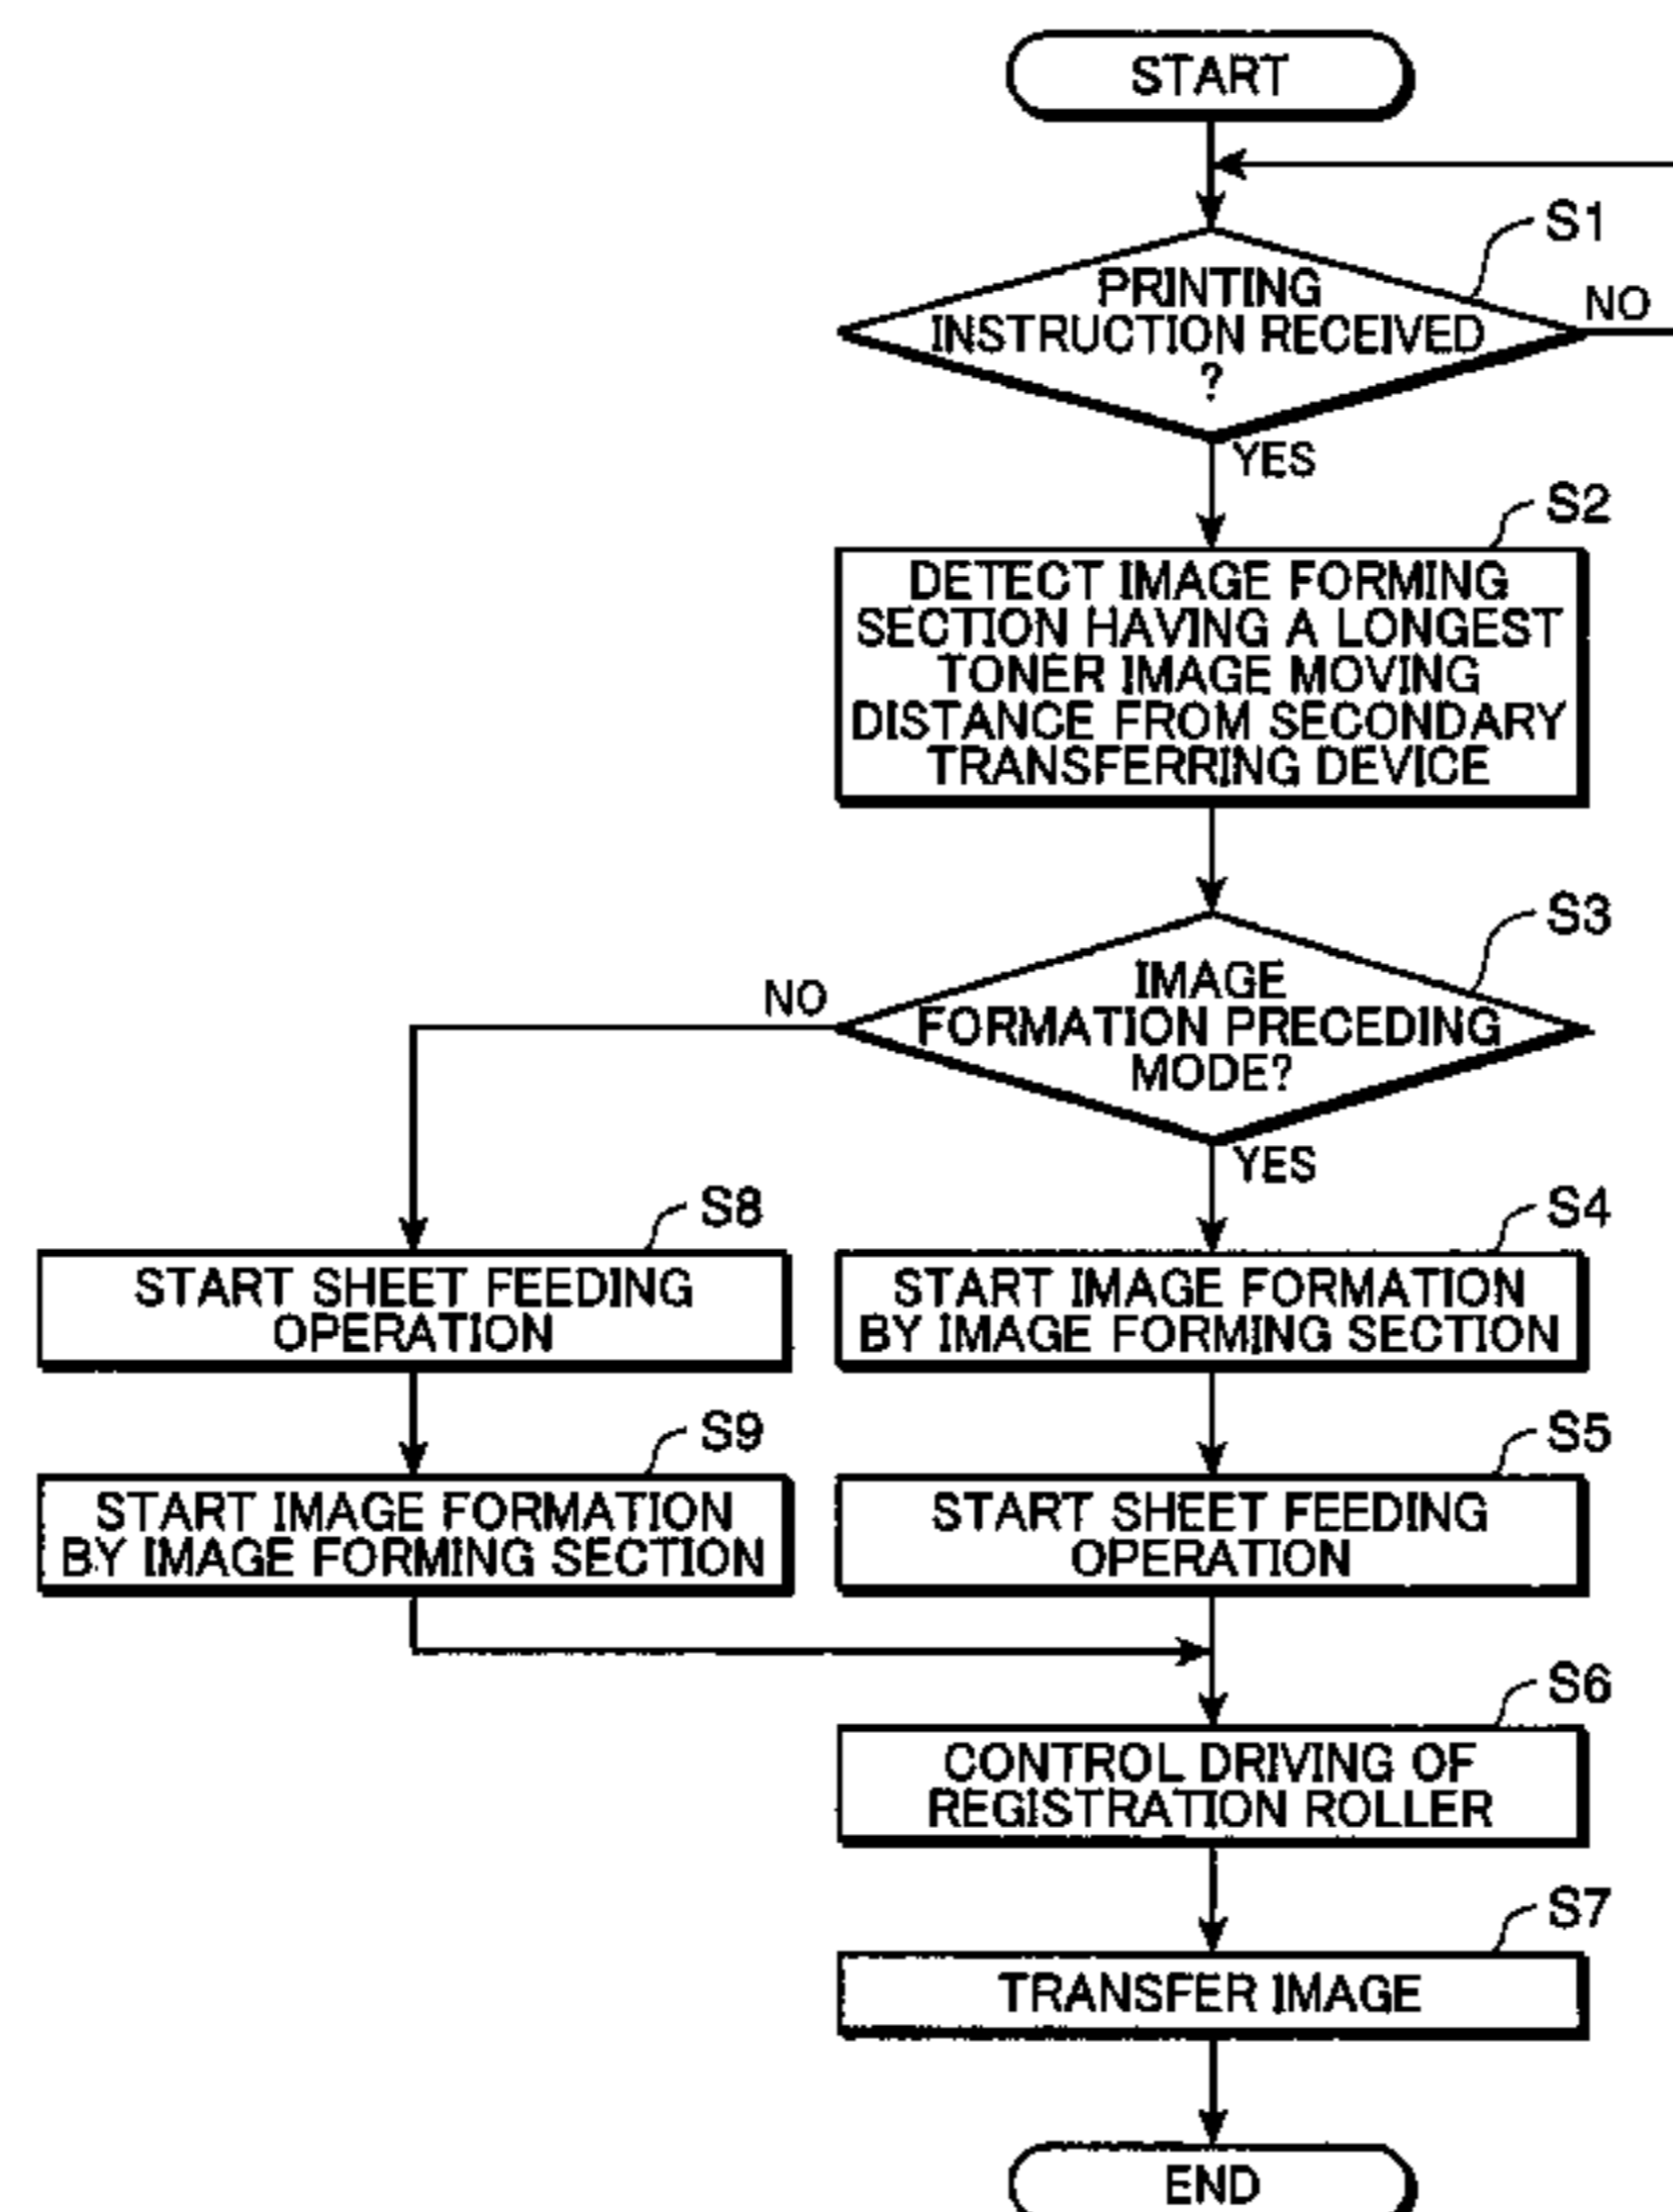 START
S1
PRINTING
INSTRUCTION RECEIVED
?
NO
YES
S2
DETECT IMAGE FORMING
SECTION HAVING A LONGEST
TONER IMAGE MOVING
DISTANCE FROM SECONDARY
TRANSFERRING DEVICE
S3
IMAGE
FORMATION PRECEDING
MODE?
NO
YES
S8
START SHEET FEEDING
OPERATION
S4
START IMAGE FORMATION
BY IMAGE FORMING SECTION
S9
START IMAGE FORMATION
BY IMAGE FORMING SECTION
S5
START SHEET FEEDING
OPERATION
S6
CONTROL DRIVING OF
REGISTRATION ROLLER
S7
TRANSFER IMAGE
END